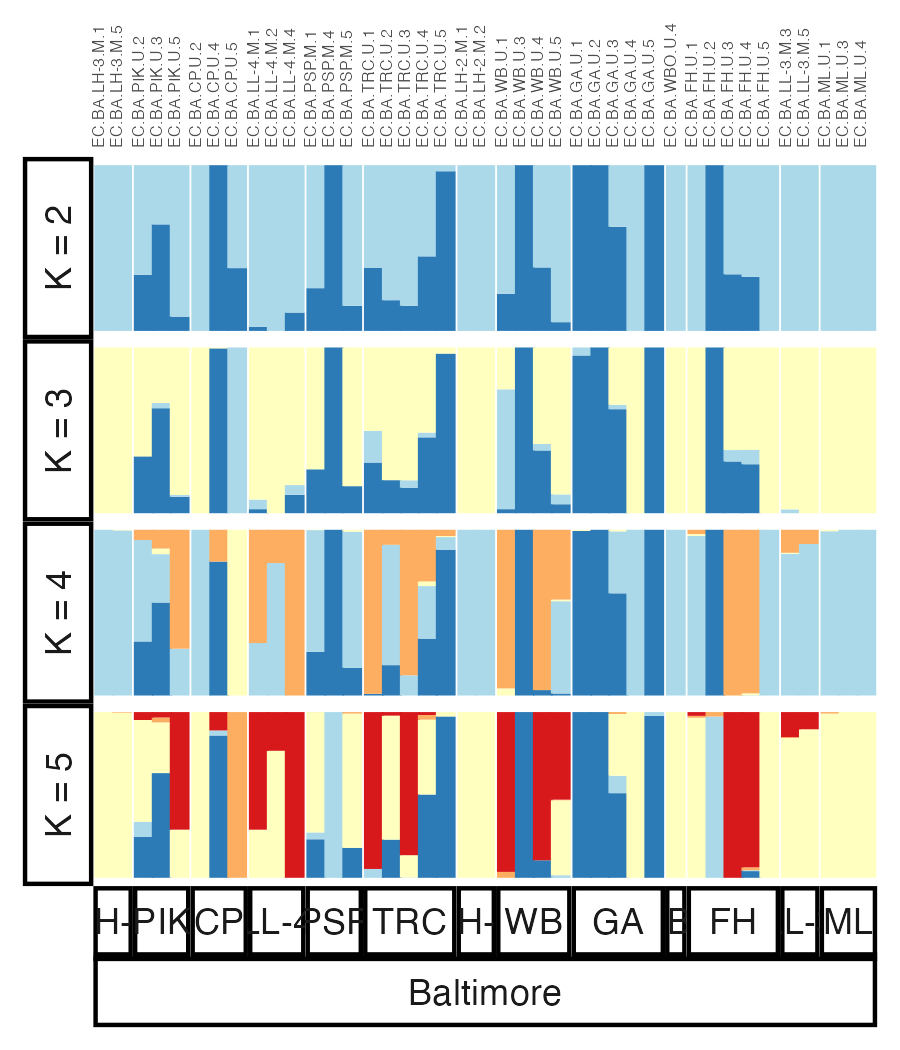 EC.BA.LH-3.M.1
EC.BA.LH-3.M.5
EC.BA.PIK.U.2
EC.BA.PIK.U.3
EC.BA.PIK.U.5
EC.BA.CP.U.2
EC.BA.CP.U.4
EC.BA.CP.U.5
EC.BA.LL-4.M.1
EC.BA.LL-4.M.2
EC.BA.LL-4.M.4
EC.BA.PSP.M.1
EC.BA.PSP.M.4
EC.BA.PSP.M.5
EC.BA.TRC.U.1
EC.BA.TRC.U.2
EC.BA.TRC.U.3
EC.BA.TRC.U.4
EC.BA.TRC.U.5
EC.BA.LH-2.M.1
EC.BA.LH-2.M.2
EC.BA.WB.U.1
EC.BA.WB.U.3
EC.BA.WB.U.4
EC.BA.WB.U.5
EC.BA.GA.U.1
EC.BA.GA.U.2
EC.BA.GA.U.3
EC.BA.GA.U.4
EC.BA.GA.U.5
EC.BA.WBO.U.4
EC.BA.FH.U.1
EC.BA.FH.U.2
EC.BA.FH.U.3
EC.BA.FH.U.4
EC.BA.FH.U.5
EC.BA.LL-3.M.3
EC.BA.LL-3.M.5
EC.BA.ML.U.1
EC.BA.ML.U.3
EC.BA.ML.U.4
K = 2
K = 3
K = 4
K = 5
H- PIK CP LL-4 PSP TRC H- WB GA B FH L- ML
Baltimore